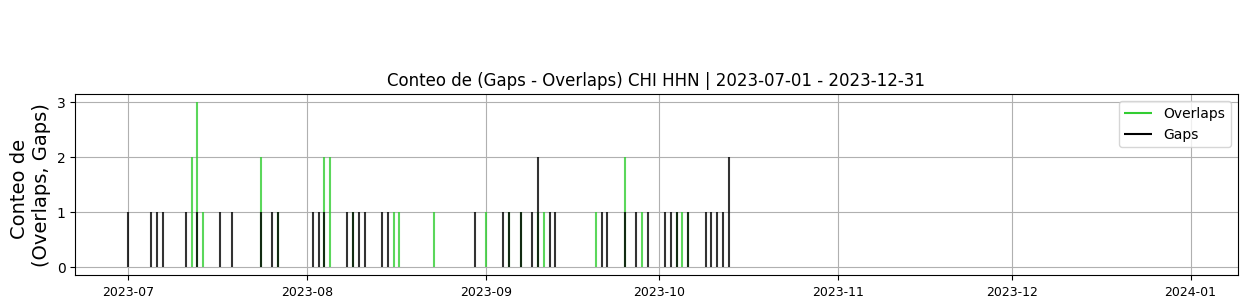 Conteo de (Gaps - Overlaps) CHI HHN | 2023-07-01 - 2023-12-31
Conteo de
(Overlaps, Gaps)
3
2
1
0
Overlaps
Gaps
2023-07
2023-08
2023-09
2023-10
2023-11
2023-12
2024-01